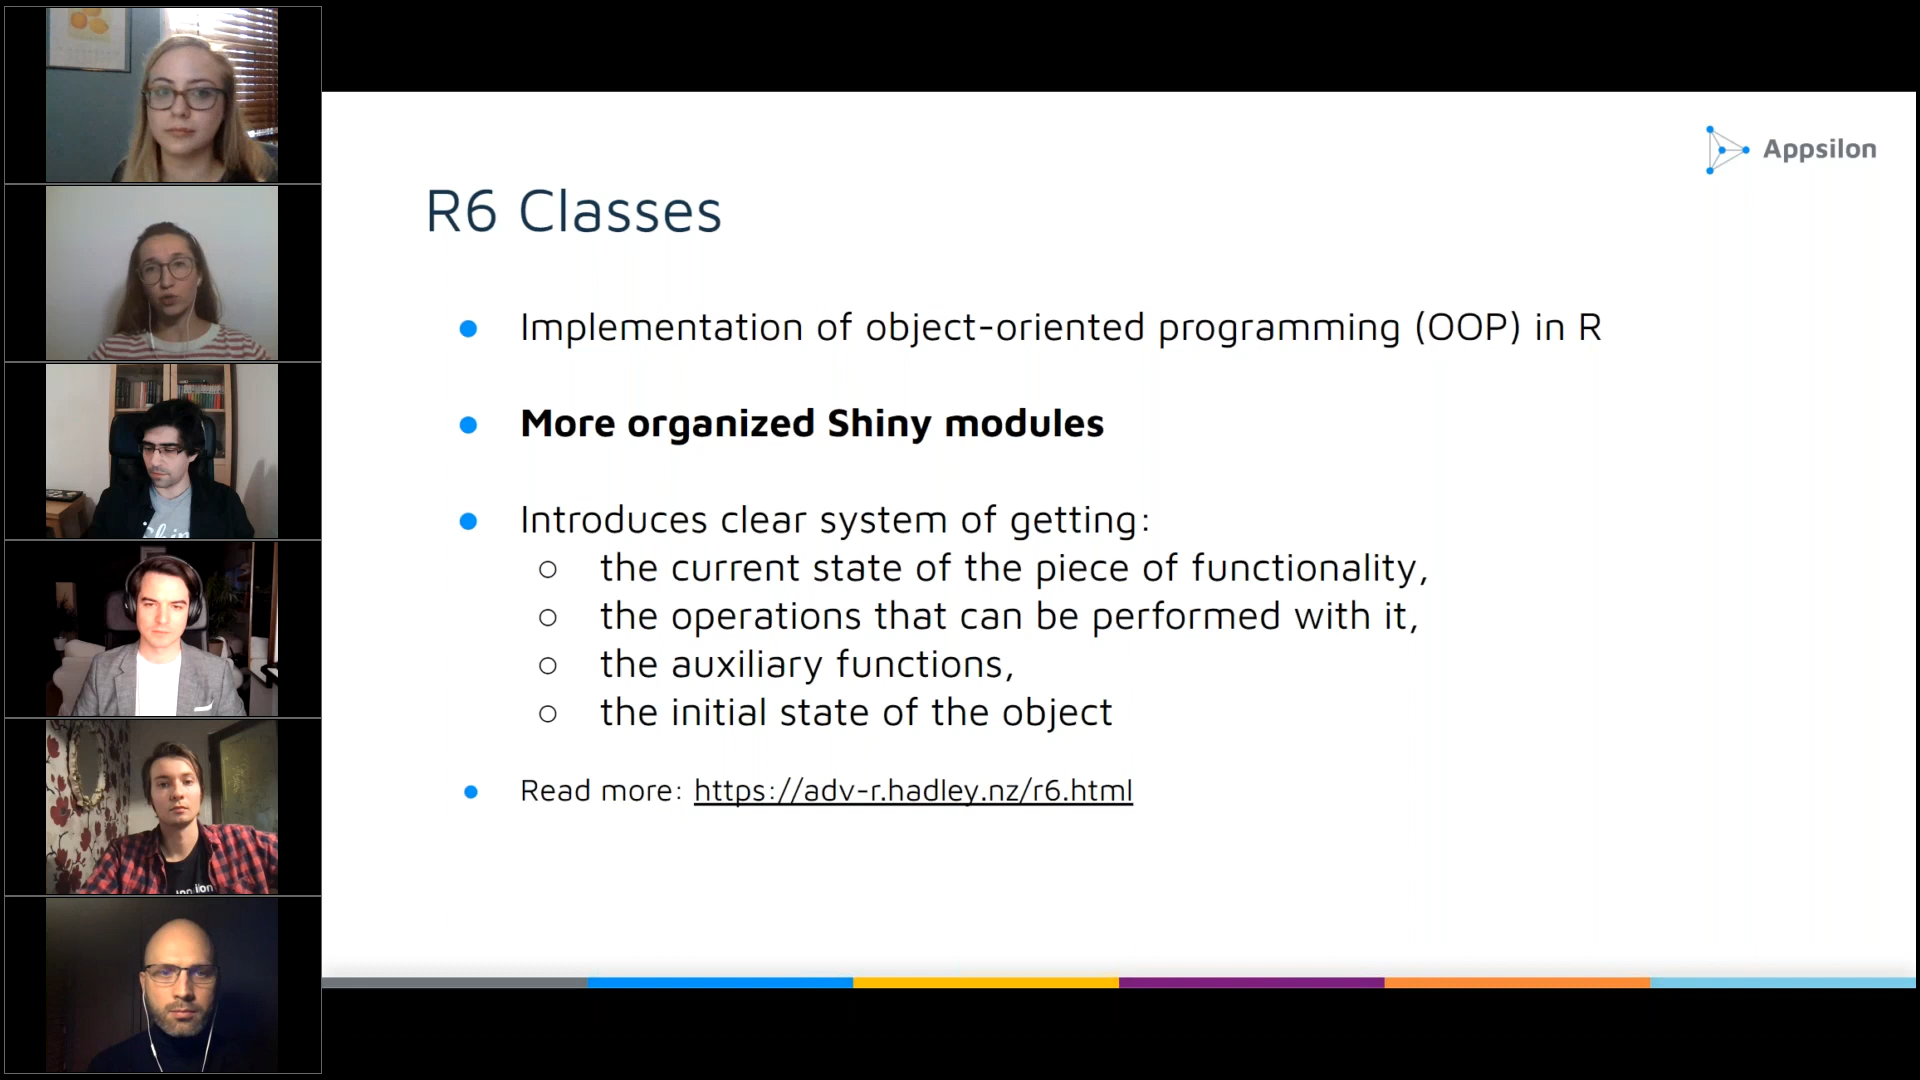 Appsilon
R6 Classes
Implementation of object-oriented programming (OOP) in R
More organized Shiny modules
Introduces clear system of getting:
the current state of the piece of functionality,
the operations that can be performed with it,
the auxiliary functions,
the initial state of the object
Read more: https://adv-r.hadley.nz/r6.html